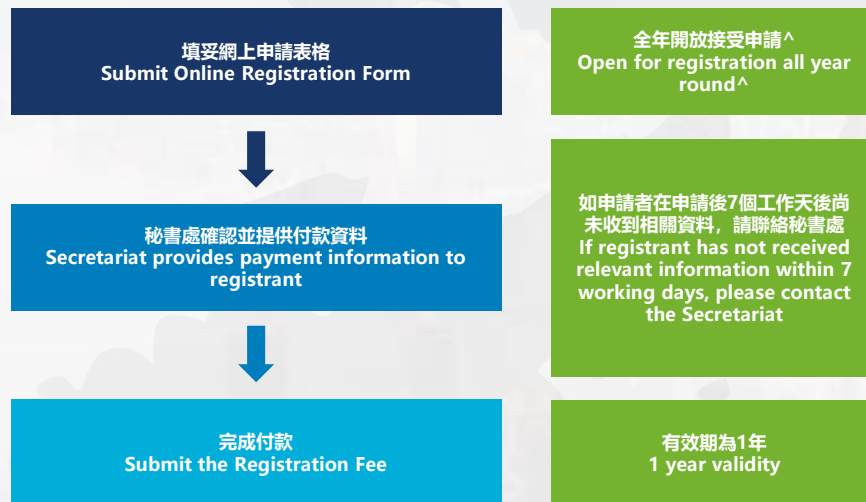 填妥網上申請表格
Submit Online Registration Form
全年開放接受申請^
Open for registration all year
round^
秘書處確認並提供付款資料
Secretariat provides payment information to
registrant
如申請者在申請後7個工作天後尚
未收到相關資料，請聯絡秘書處
If registrant has not received
relevant information within 7
working days, please contact
the Secretariat
完成付款
Submit the Registration Fee
有效期為1年
1 year validity